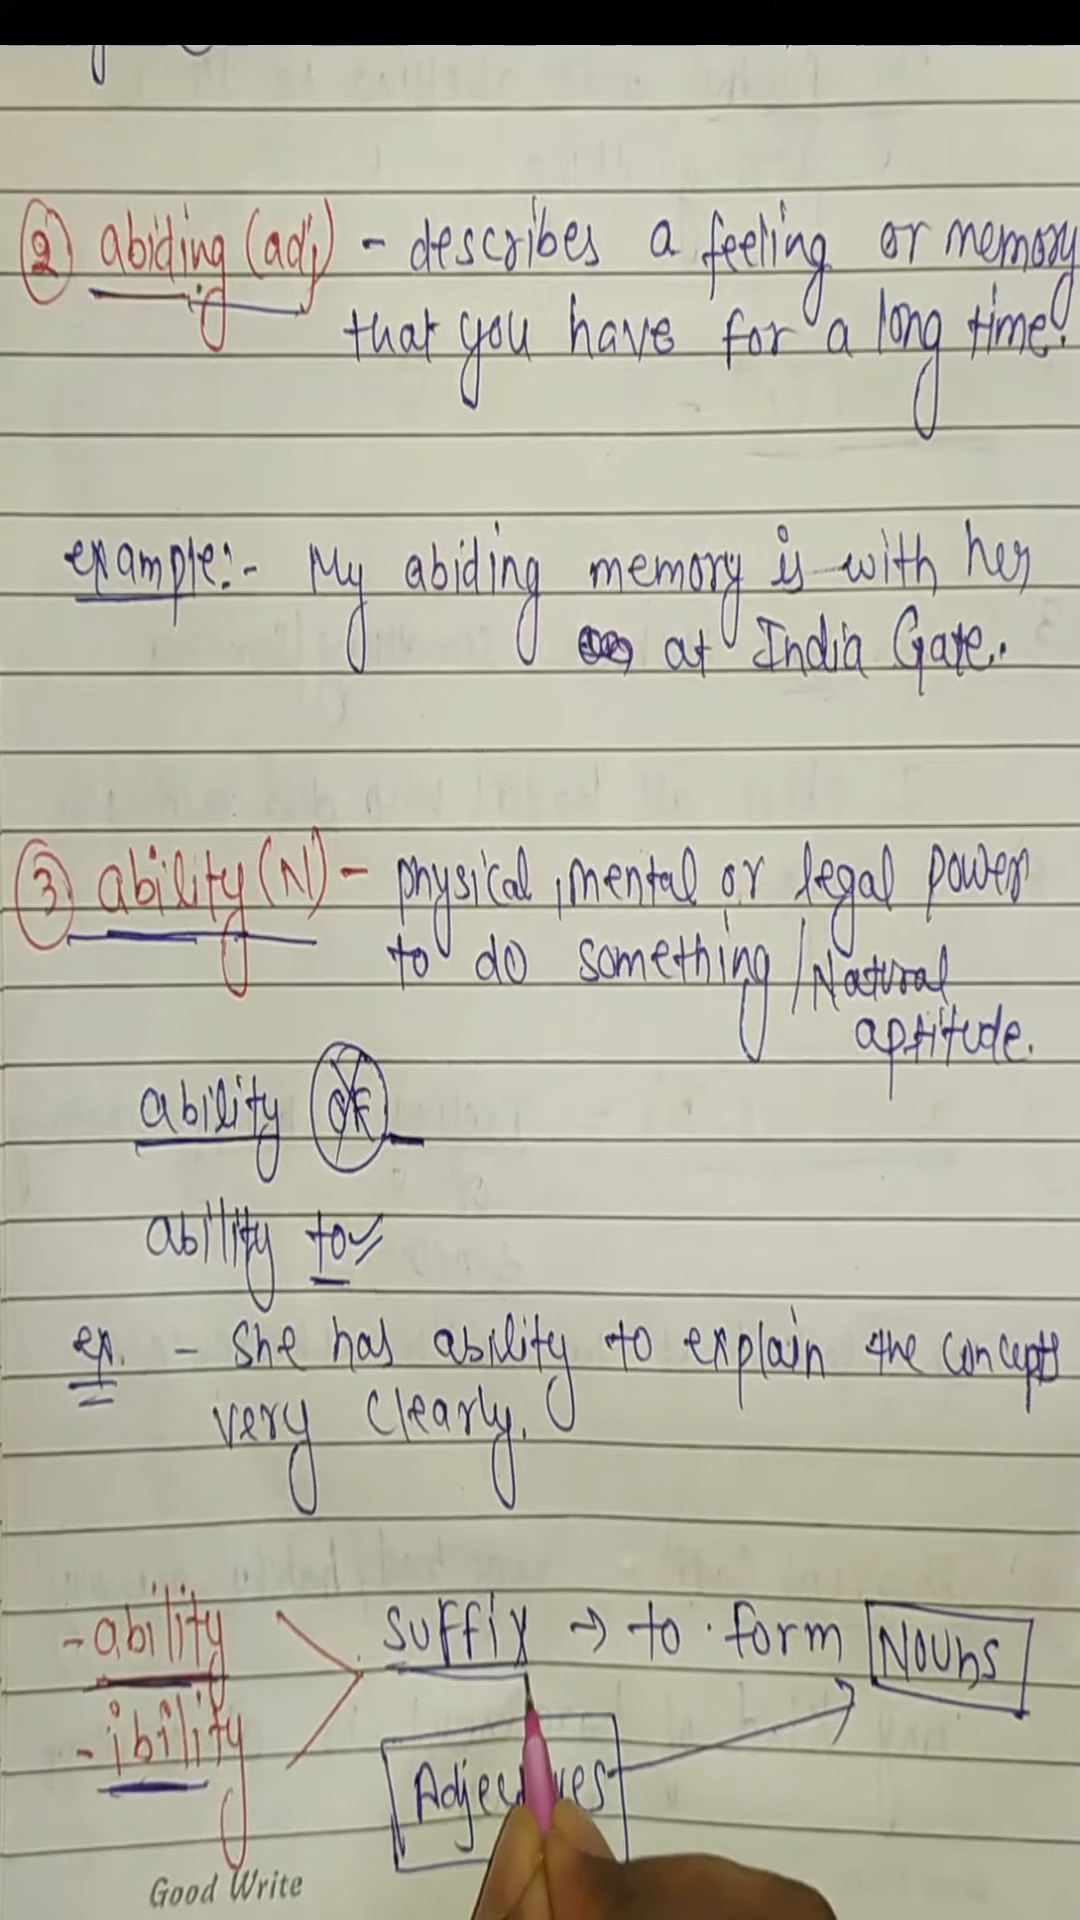 ② abiding (adj) - describes a feeling or memory
that you have for a long time.
example:- My abiding memory is with her
at India Gate.
③ ability (N) - physical, mental or legal power
to do something / Natural
aptitude.
ability OF
ability to
ex. - She has ability to explain the concepts
very clearly.
-ability
suffix → to form Nouns
-ibility
Adjectives
Good Write